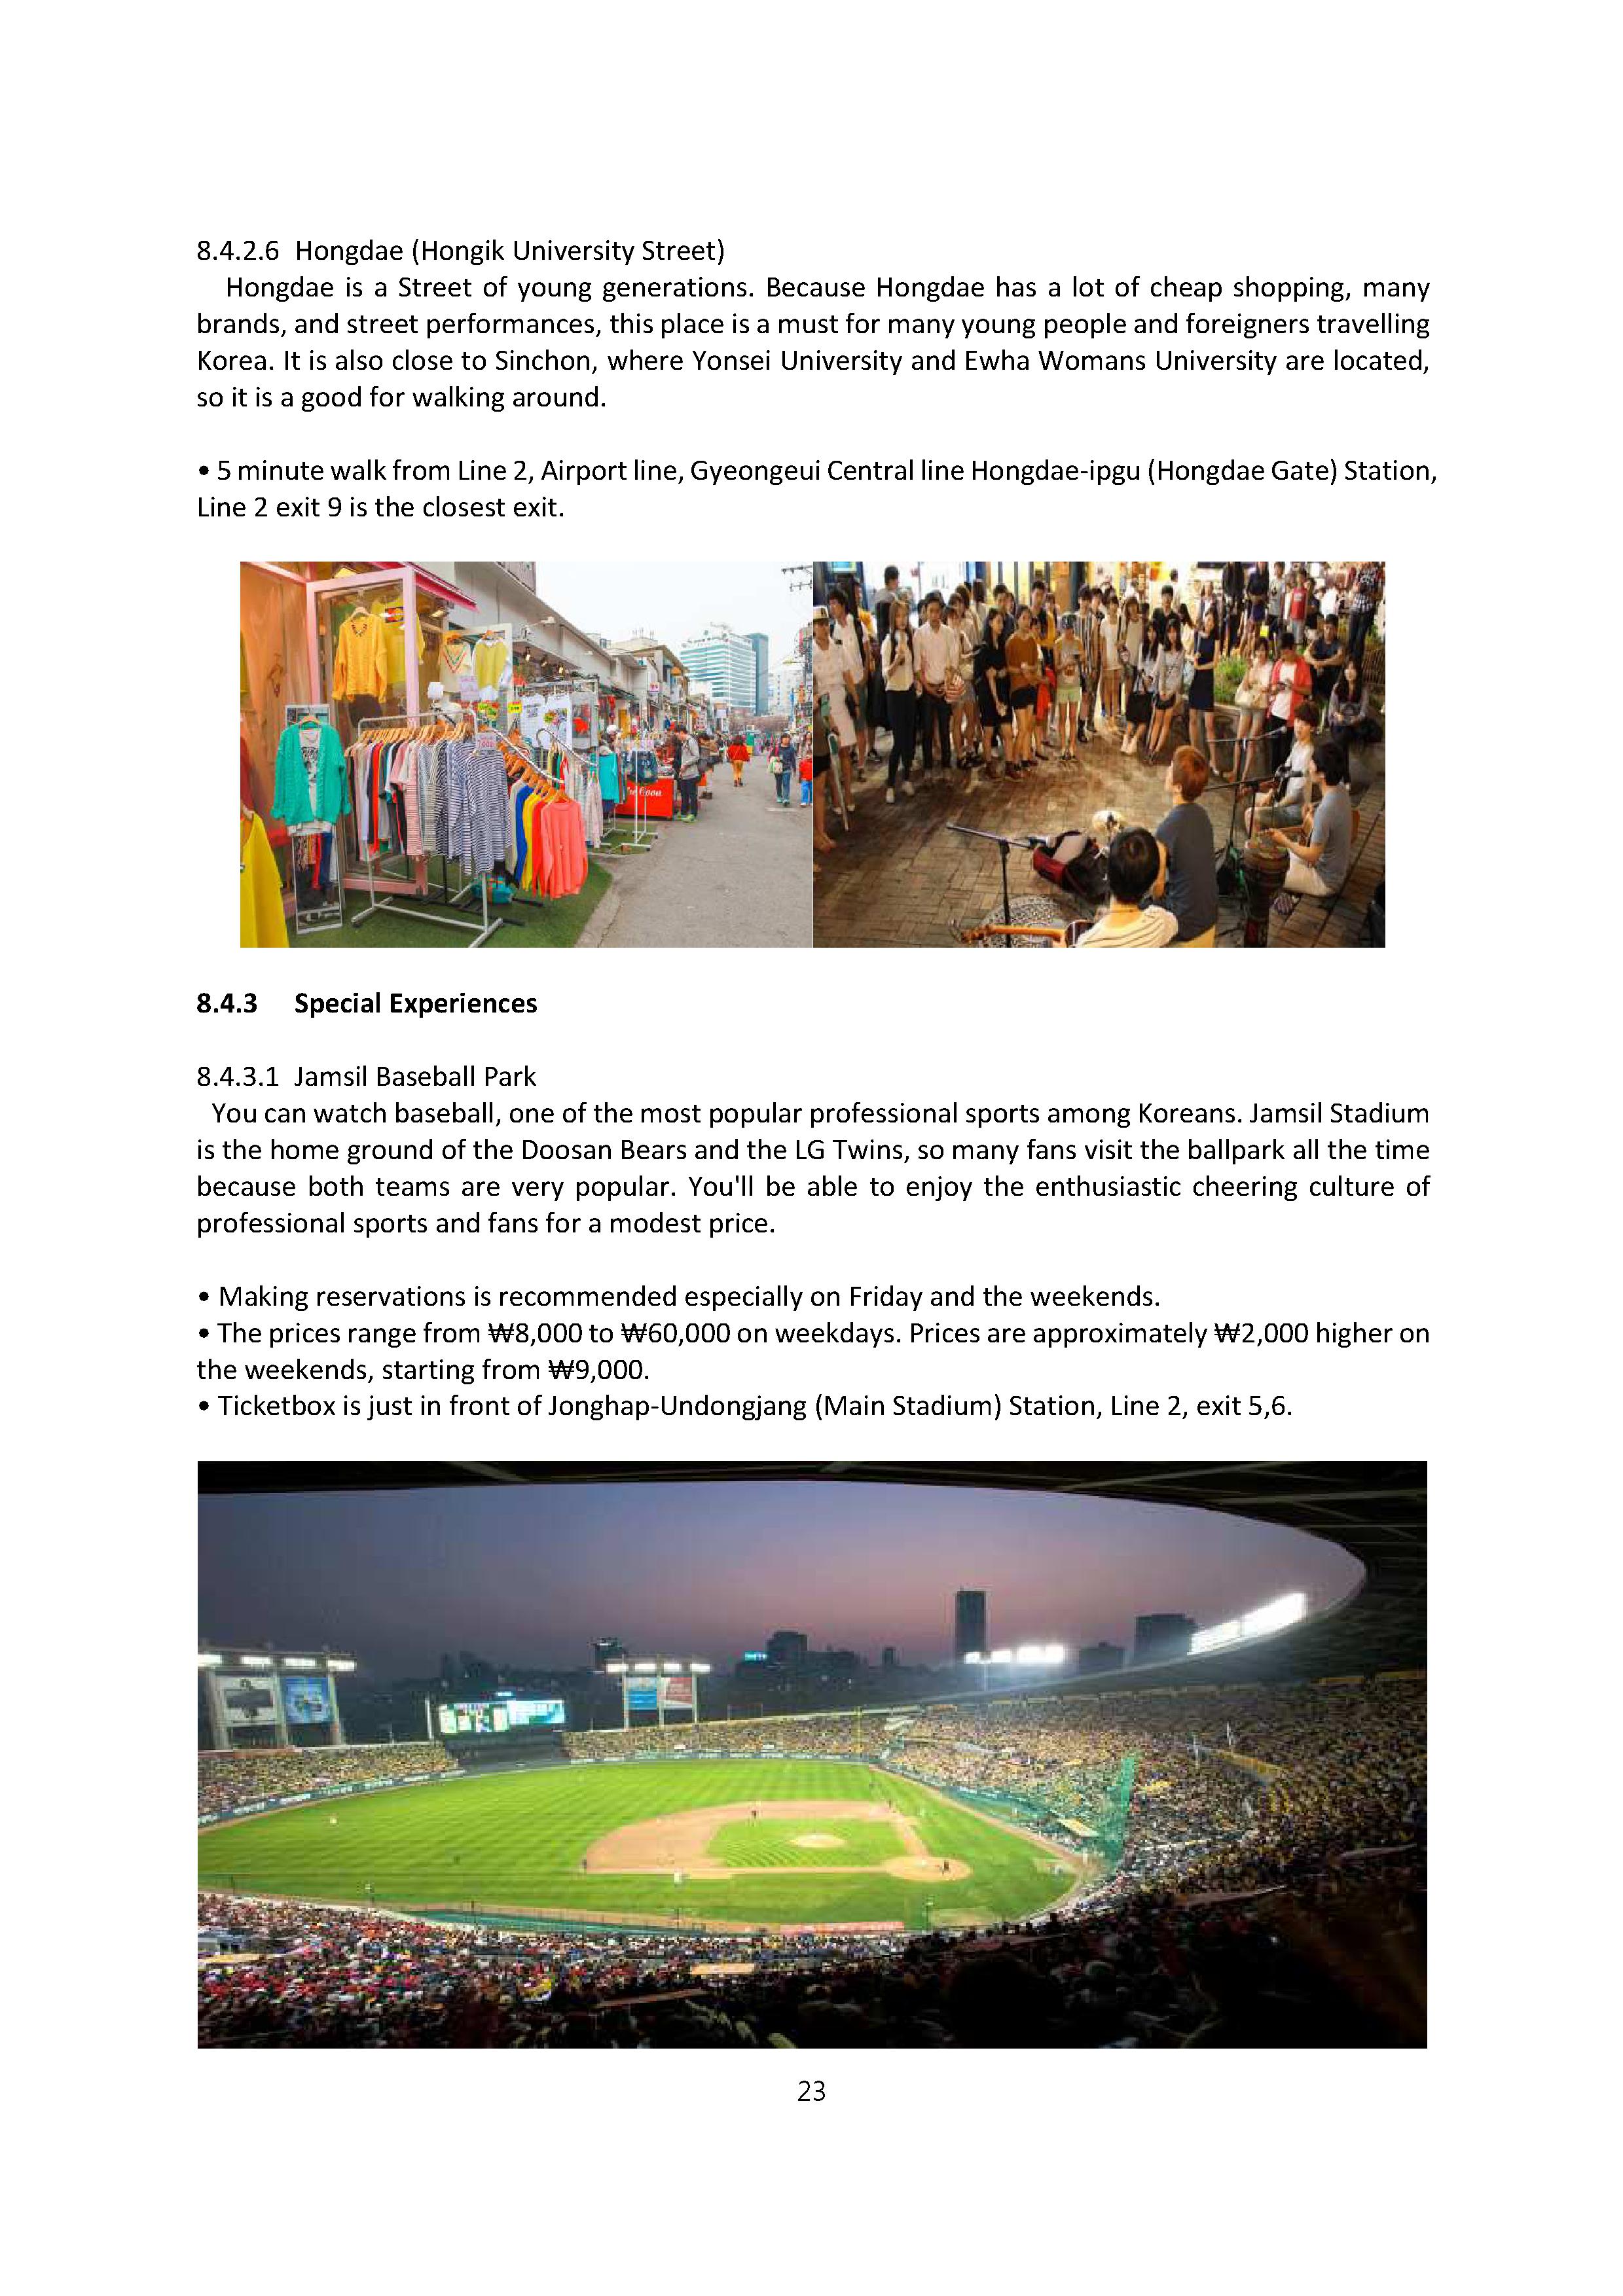 8.4.2.6 Hongdae (Hongik University Street)
Hongdae is a Street of young generations. Because Hongdae has a lot of cheap shopping, many
brands, and street performances, this place is a must for many young people and foreigners travelling
Korea. It is also close to Sinchon, where Yonsei University and Ewha Womans University are located,
so it is a good for walking around.
• 5 minute walk from Line 2, Airport line, Gyeongeui Central line Hongdae-ipgu (Hongdae Gate) Station,
Line 2 exit 9 is the closest exit.
8.4.3 Special Experiences
8.4.3.1 Jamsil Baseball Park
You can watch baseball, one of the most popular professional sports among Koreans. Jamsil Stadium
is the home ground of the Doosan Bears and the LG Twins, so many fans visit the ballpark all the time
because both teams are very popular. You'll be able to enjoy the enthusiastic cheering culture of
professional sports and fans for a modest price.
• Making reservations is recommended especially on Friday and the weekends.
• The prices range from ₩8,000 to ₩60,000 on weekdays. Prices are approximately ₩2,000 higher on
the weekends, starting from ₩9,000.
• Ticketbox is just in front of Jonghap-Undongjang (Main Stadium) Station, Line 2, exit 5,6.
23